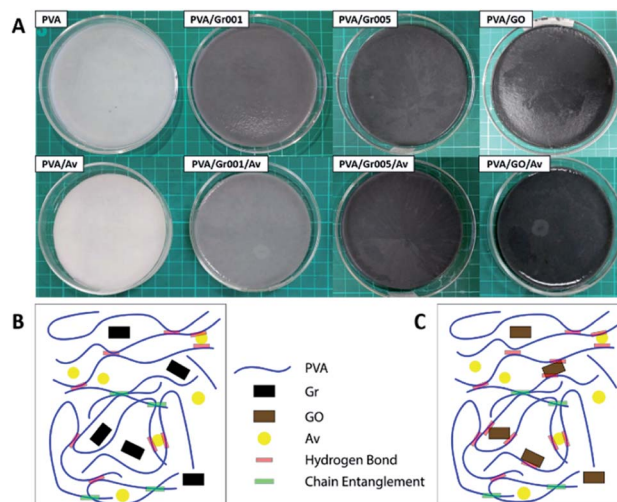 A
PVA
PVA/Gr001
PVA/Gr005
PVA/GO
PVA/Av
PVA/Gr001/Av
PVA/Gr005/Av
PVA/GO/Av
B
C
PVA
Gr
GO
Av
Hydrogen Bond
Chain Entanglement